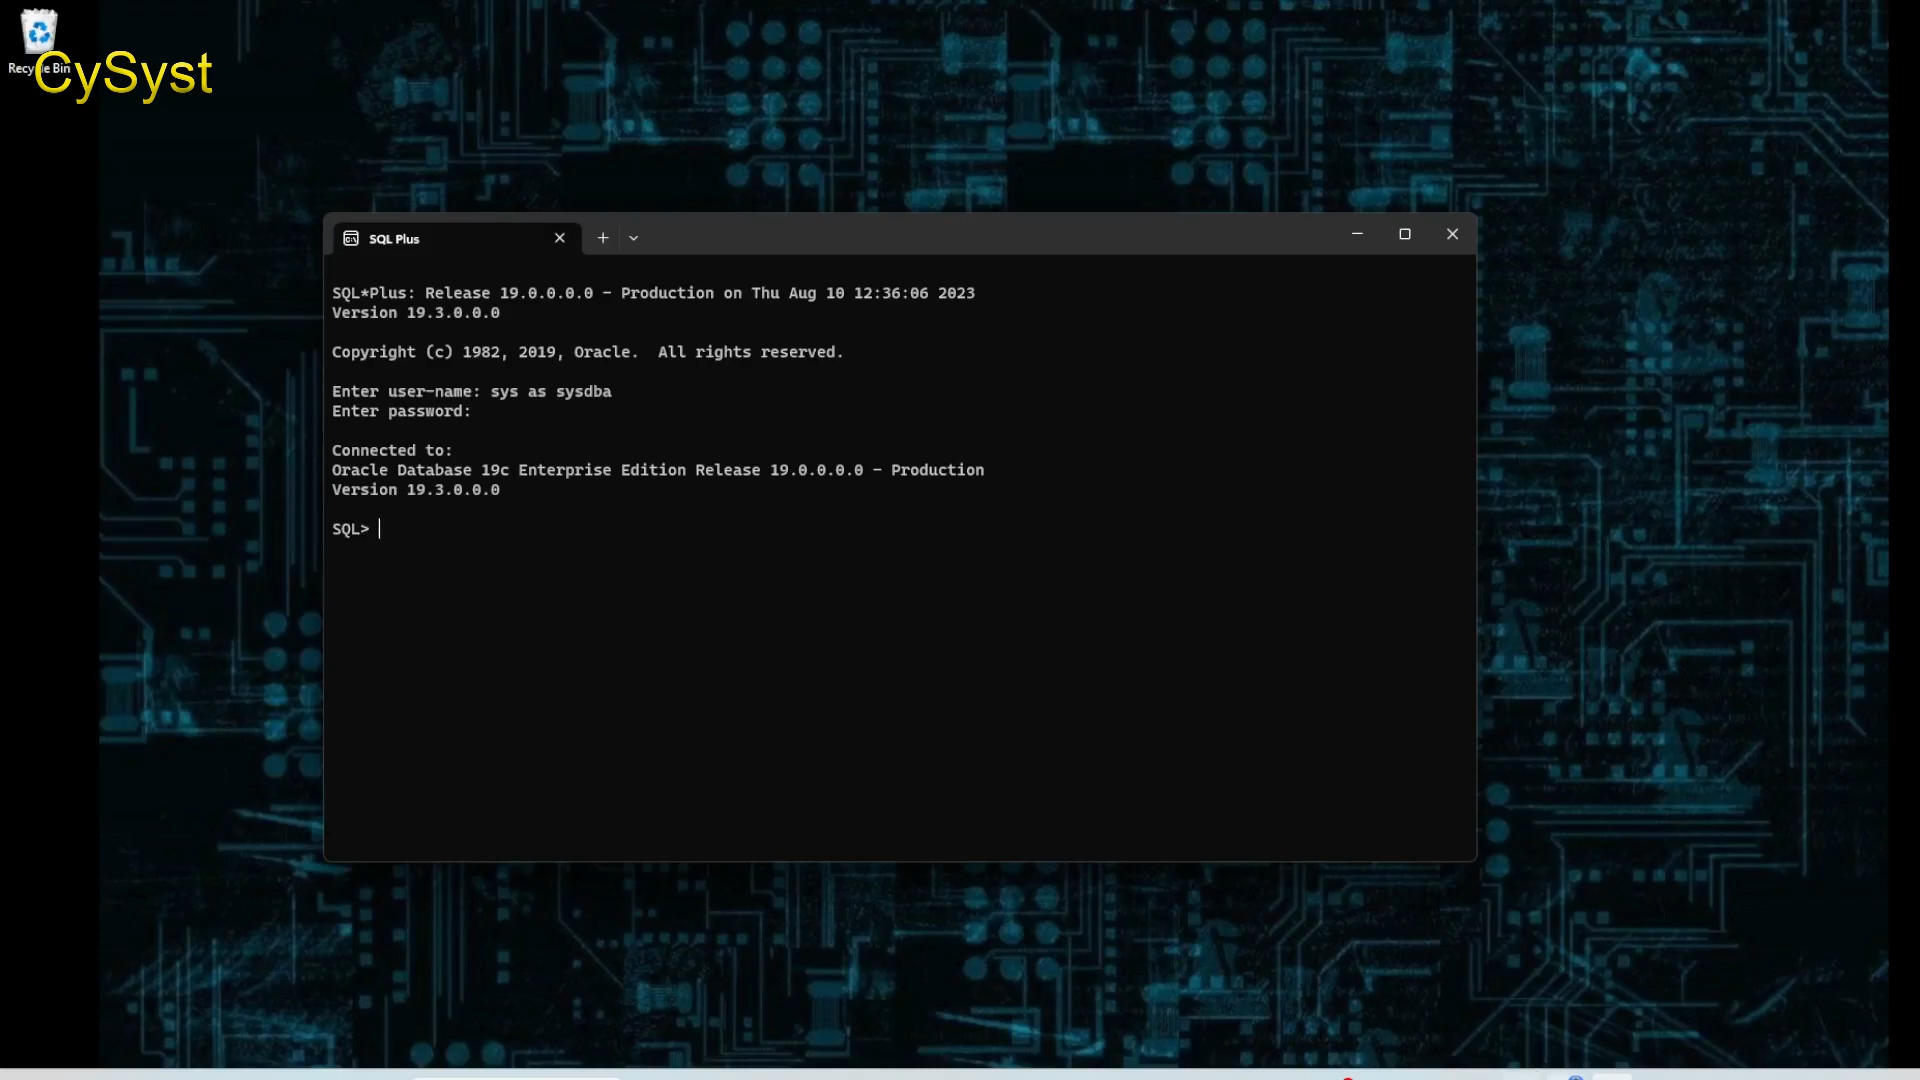 Recycle Bin
CySyst
SQL Plus
SQL*Plus: Release 19.0.0.0.0 - Production on Thu Aug 10 12:36:06 2023
Version 19.3.0.0.0
Copyright (c) 1982, 2019, Oracle.  All rights reserved.
Enter user-name: sys as sysdba
Enter password:
Connected to:
Oracle Database 19c Enterprise Edition Release 19.0.0.0.0 - Production
Version 19.3.0.0.0
SQL>